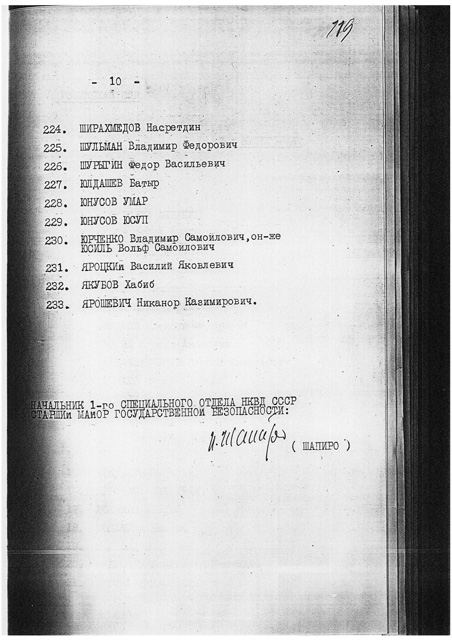 119
- 10 -
224. ШИРАХМЕДОВ Насретдин
225. ШУЛЬМАН Владимир Федорович
226. ШУРЫГИН Федор Васильевич
227. ЮЛДАШЕВ Батыр
228. ЮНУСОВ УМАР
229. ЮНУСОВ ЮСУП
230. ЮРЧЕНКО Владимир Самойлович, он-же
ЮСИЛЬ Вольф Самойлович
231. ЯРОЦКИй Василий Яковлевич
232. ЯКУБОВ Хабиб
233. ЯРОШЕВИЧ Никанор Казимирович.
НАЧАЛЬНИК 1-го СПЕЦИАЛЬНОГО ОТДЕЛА НКВД СССР
СТАРШИй МАйОР ГОСУДАРСТВЕННОй БЕЗОПАСНОСТИ:
И. Шапиро
( ШАПИРО )